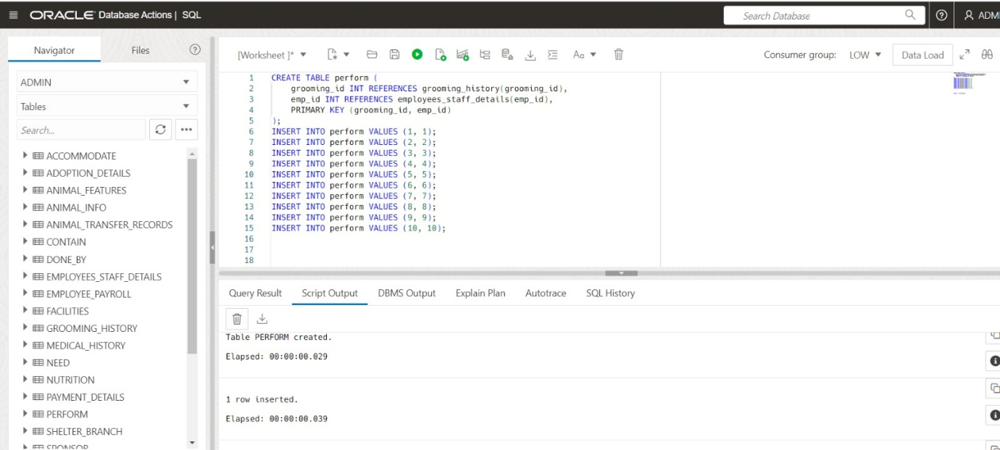 ORACLE Database Actions | SQL
Search Database
ADMI
Navigator
Files
[Worksheet ]*
Aa
Consumer group: LOW
Data Load
ADMIN
Tables
Search...
ACCOMMODATE
ADOPTION_DETAILS
ANIMAL_FEATURES
ANIMAL_INFO
ANIMAL_TRANSFER_RECORDS
CONTAIN
DONE_BY
EMPLOYEES_STAFF_DETAILS
EMPLOYEE_PAYROLL
FACILITIES
GROOMING_HISTORY
MEDICAL_HISTORY
NEED
NUTRITION
PAYMENT_DETAILS
PERFORM
SHELTER_BRANCH
SPONSOR
1 CREATE TABLE perform (
2 grooming_id INT REFERENCES grooming_history(grooming_id),
3 emp_id INT REFERENCES employees_staff_details(emp_id),
4 PRIMARY KEY (grooming_id, emp_id)
5 );
6 INSERT INTO perform VALUES (1, 1);
7 INSERT INTO perform VALUES (2, 2);
8 INSERT INTO perform VALUES (3, 3);
9 INSERT INTO perform VALUES (4, 4);
10 INSERT INTO perform VALUES (5, 5);
11 INSERT INTO perform VALUES (6, 6);
12 INSERT INTO perform VALUES (7, 7);
13 INSERT INTO perform VALUES (8, 8);
14 INSERT INTO perform VALUES (9, 9);
15 INSERT INTO perform VALUES (10, 10);
16
17
18
Query Result
Script Output
DBMS Output
Explain Plan
Autotrace
SQL History
Table PERFORM created.
Elapsed: 00:00:00.029
1 row inserted.
Elapsed: 00:00:00.039